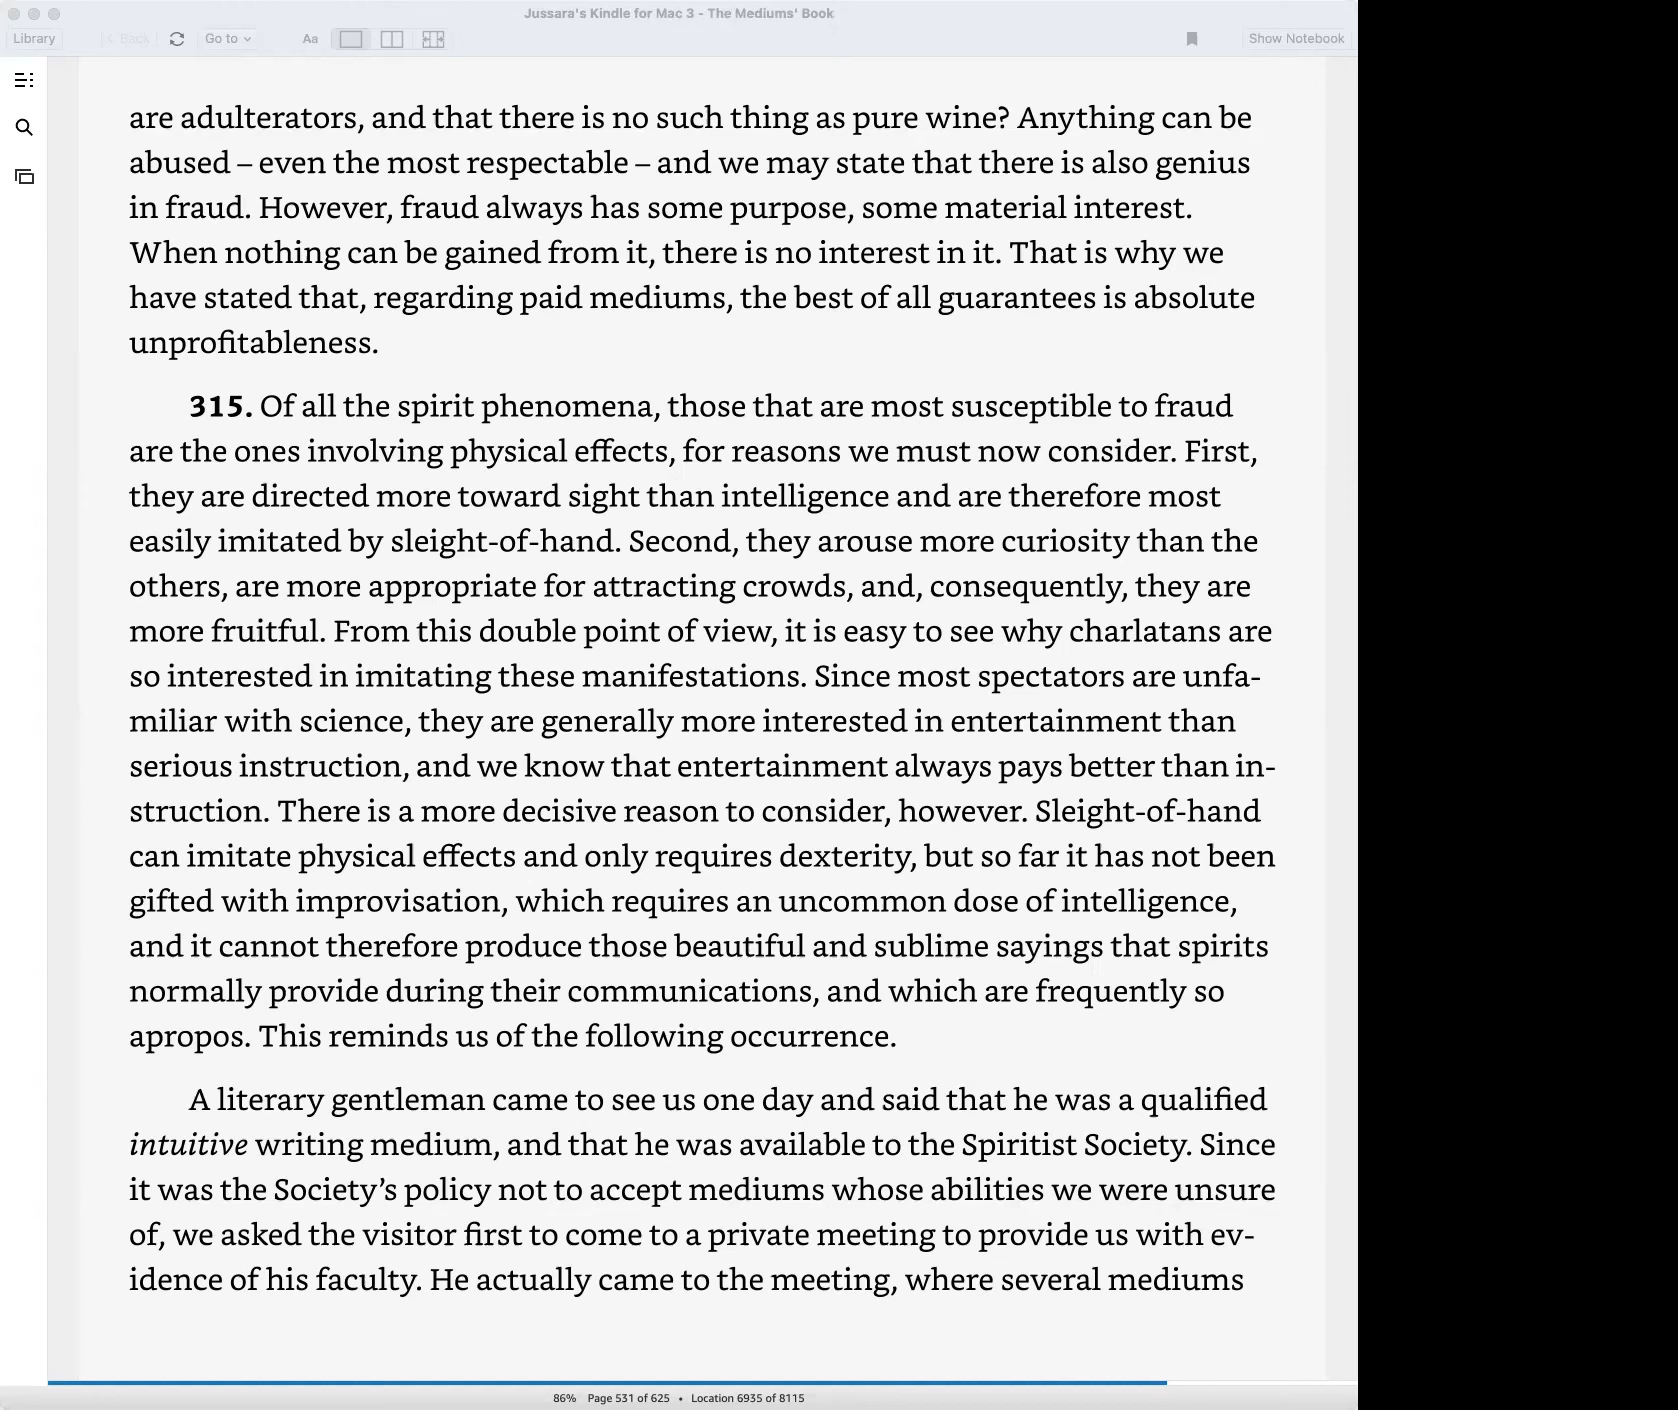 Jussara's Kindle for Mac 3 - The Mediums' Book
Library
Back
Go to
Aa
Show Notebook
are adulterators, and that there is no such thing as pure wine? Anything can be
abused – even the most respectable – and we may state that there is also genius
in fraud. However, fraud always has some purpose, some material interest.
When nothing can be gained from it, there is no interest in it. That is why we
have stated that, regarding paid mediums, the best of all guarantees is absolute
unprofitableness.
315. Of all the spirit phenomena, those that are most susceptible to fraud
are the ones involving physical effects, for reasons we must now consider. First,
they are directed more toward sight than intelligence and are therefore most
easily imitated by sleight-of-hand. Second, they arouse more curiosity than the
others, are more appropriate for attracting crowds, and, consequently, they are
more fruitful. From this double point of view, it is easy to see why charlatans are
so interested in imitating these manifestations. Since most spectators are unfa-
miliar with science, they are generally more interested in entertainment than
serious instruction, and we know that entertainment always pays better than in-
struction. There is a more decisive reason to consider, however. Sleight-of-hand
can imitate physical effects and only requires dexterity, but so far it has not been
gifted with improvisation, which requires an uncommon dose of intelligence,
and it cannot therefore produce those beautiful and sublime sayings that spirits
normally provide during their communications, and which are frequently so
apropos. This reminds us of the following occurrence.
A literary gentleman came to see us one day and said that he was a qualified
intuitive writing medium, and that he was available to the Spiritist Society. Since
it was the Society’s policy not to accept mediums whose abilities we were unsure
of, we asked the visitor first to come to a private meeting to provide us with ev-
idence of his faculty. He actually came to the meeting, where several mediums
86% Page 531 of 625 • Location 6935 of 8115